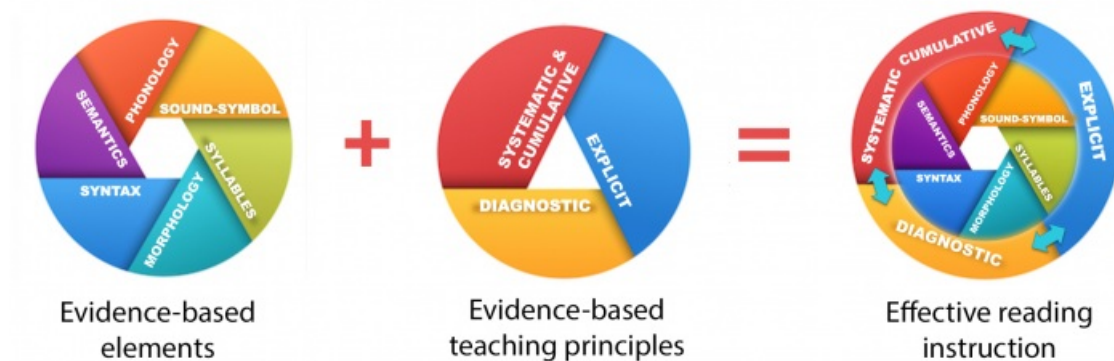 PHONOLOGY
SOUND-SYMBOL
SYLLABLES
MORPHOLOGY
SYNTAX
SEMANTICS
Evidence-based
elements
+
SYSTEMATIC &
CUMULATIVE
EXPLICIT
DIAGNOSTIC
Evidence-based
teaching principles
=
SYSTEMATIC CUMULATIVE
EXPLICIT
DIAGNOSTIC
PHONOLOGY
SOUND-SYMBOL
SYLLABLES
MORPHOLOGY
SYNTAX
SEMANTICS
Effective reading
instruction